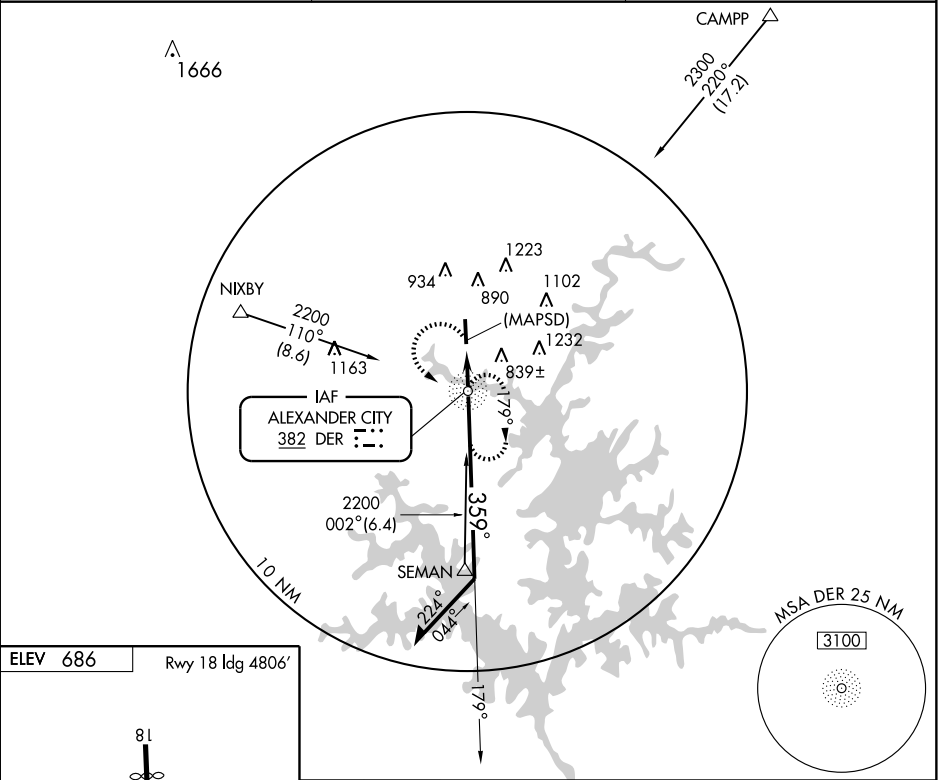 CAMPP
2300
220°
(17.2)
1666
1223
934
890
1102
(MAPSD)
NIXBY
2200
110°
(8.6)
1163
1232
839±
IAF
ALEXANDER CITY
382 DER
179°
2200
002°(6.4)
359°
SEMAN
10 NM
224°
044°
179°
MSA DER 25 NM
3100
ELEV 686
Rwy 18 ldg 4806'
18